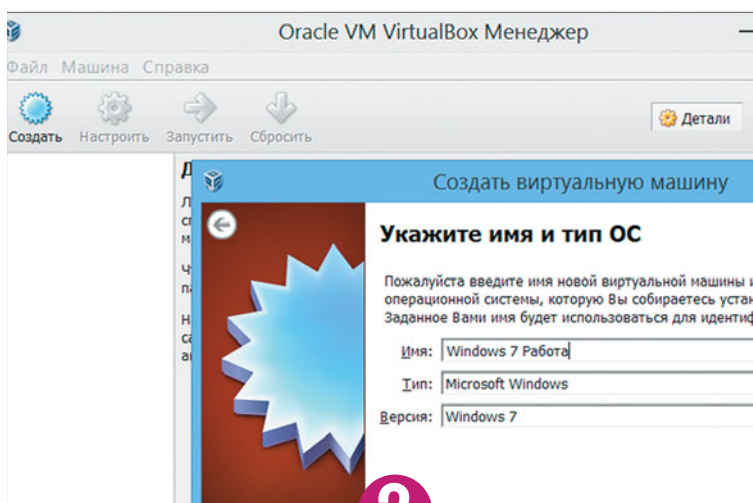 Oracle VM VirtualBox Менеджер
Файл Машина Справка
Создать Настроить Запустить Сбросить
Детали
Создать виртуальную машину
Укажите имя и тип ОС
Пожалуйста введите имя новой виртуальной машины и
операционной системы, которую Вы собираетесь
Заданное Вами имя будет использоваться для
Имя: Windows 7 Работа
Тип: Microsoft Windows
Версия: Windows 7